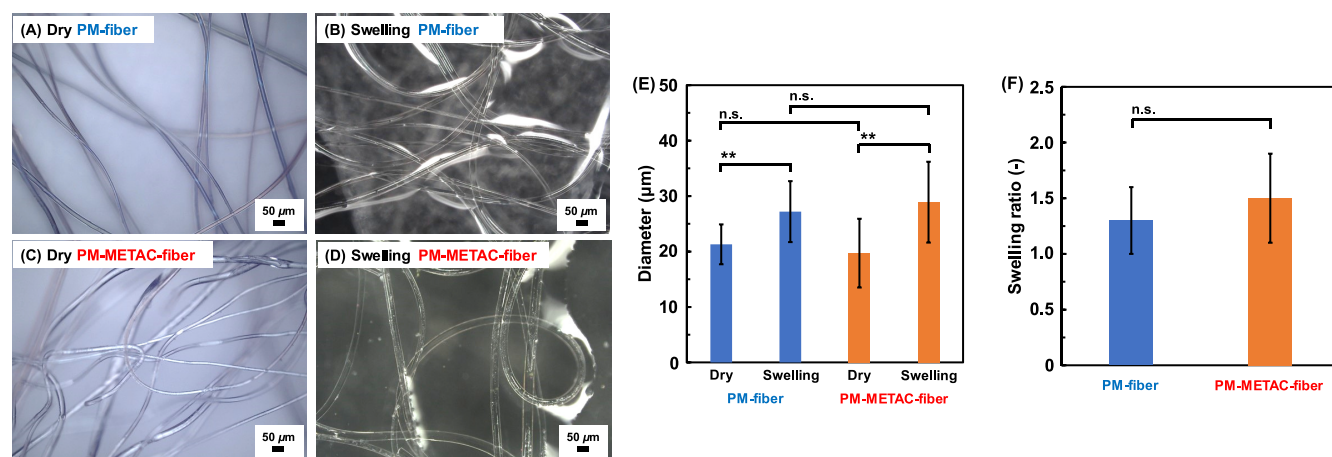 (A) Dry PM-fiber
50 µm
(B) Swelling PM-fiber
50 µm
(C) Dry PM-METAC-fiber
50 µm
(D) Swelling PM-METAC-fiber
50 µm
(E)
Diameter (µm)
50
40
30
20
10
0
n.s.
n.s.
**
**
Dry Swelling Dry Swelling
PM-fiber PM-METAC-fiber
(F)
Swelling ratio (-)
2.5
2.0
1.5
1.0
0.5
0
n.s.
PM-fiber PM-METAC-fiber